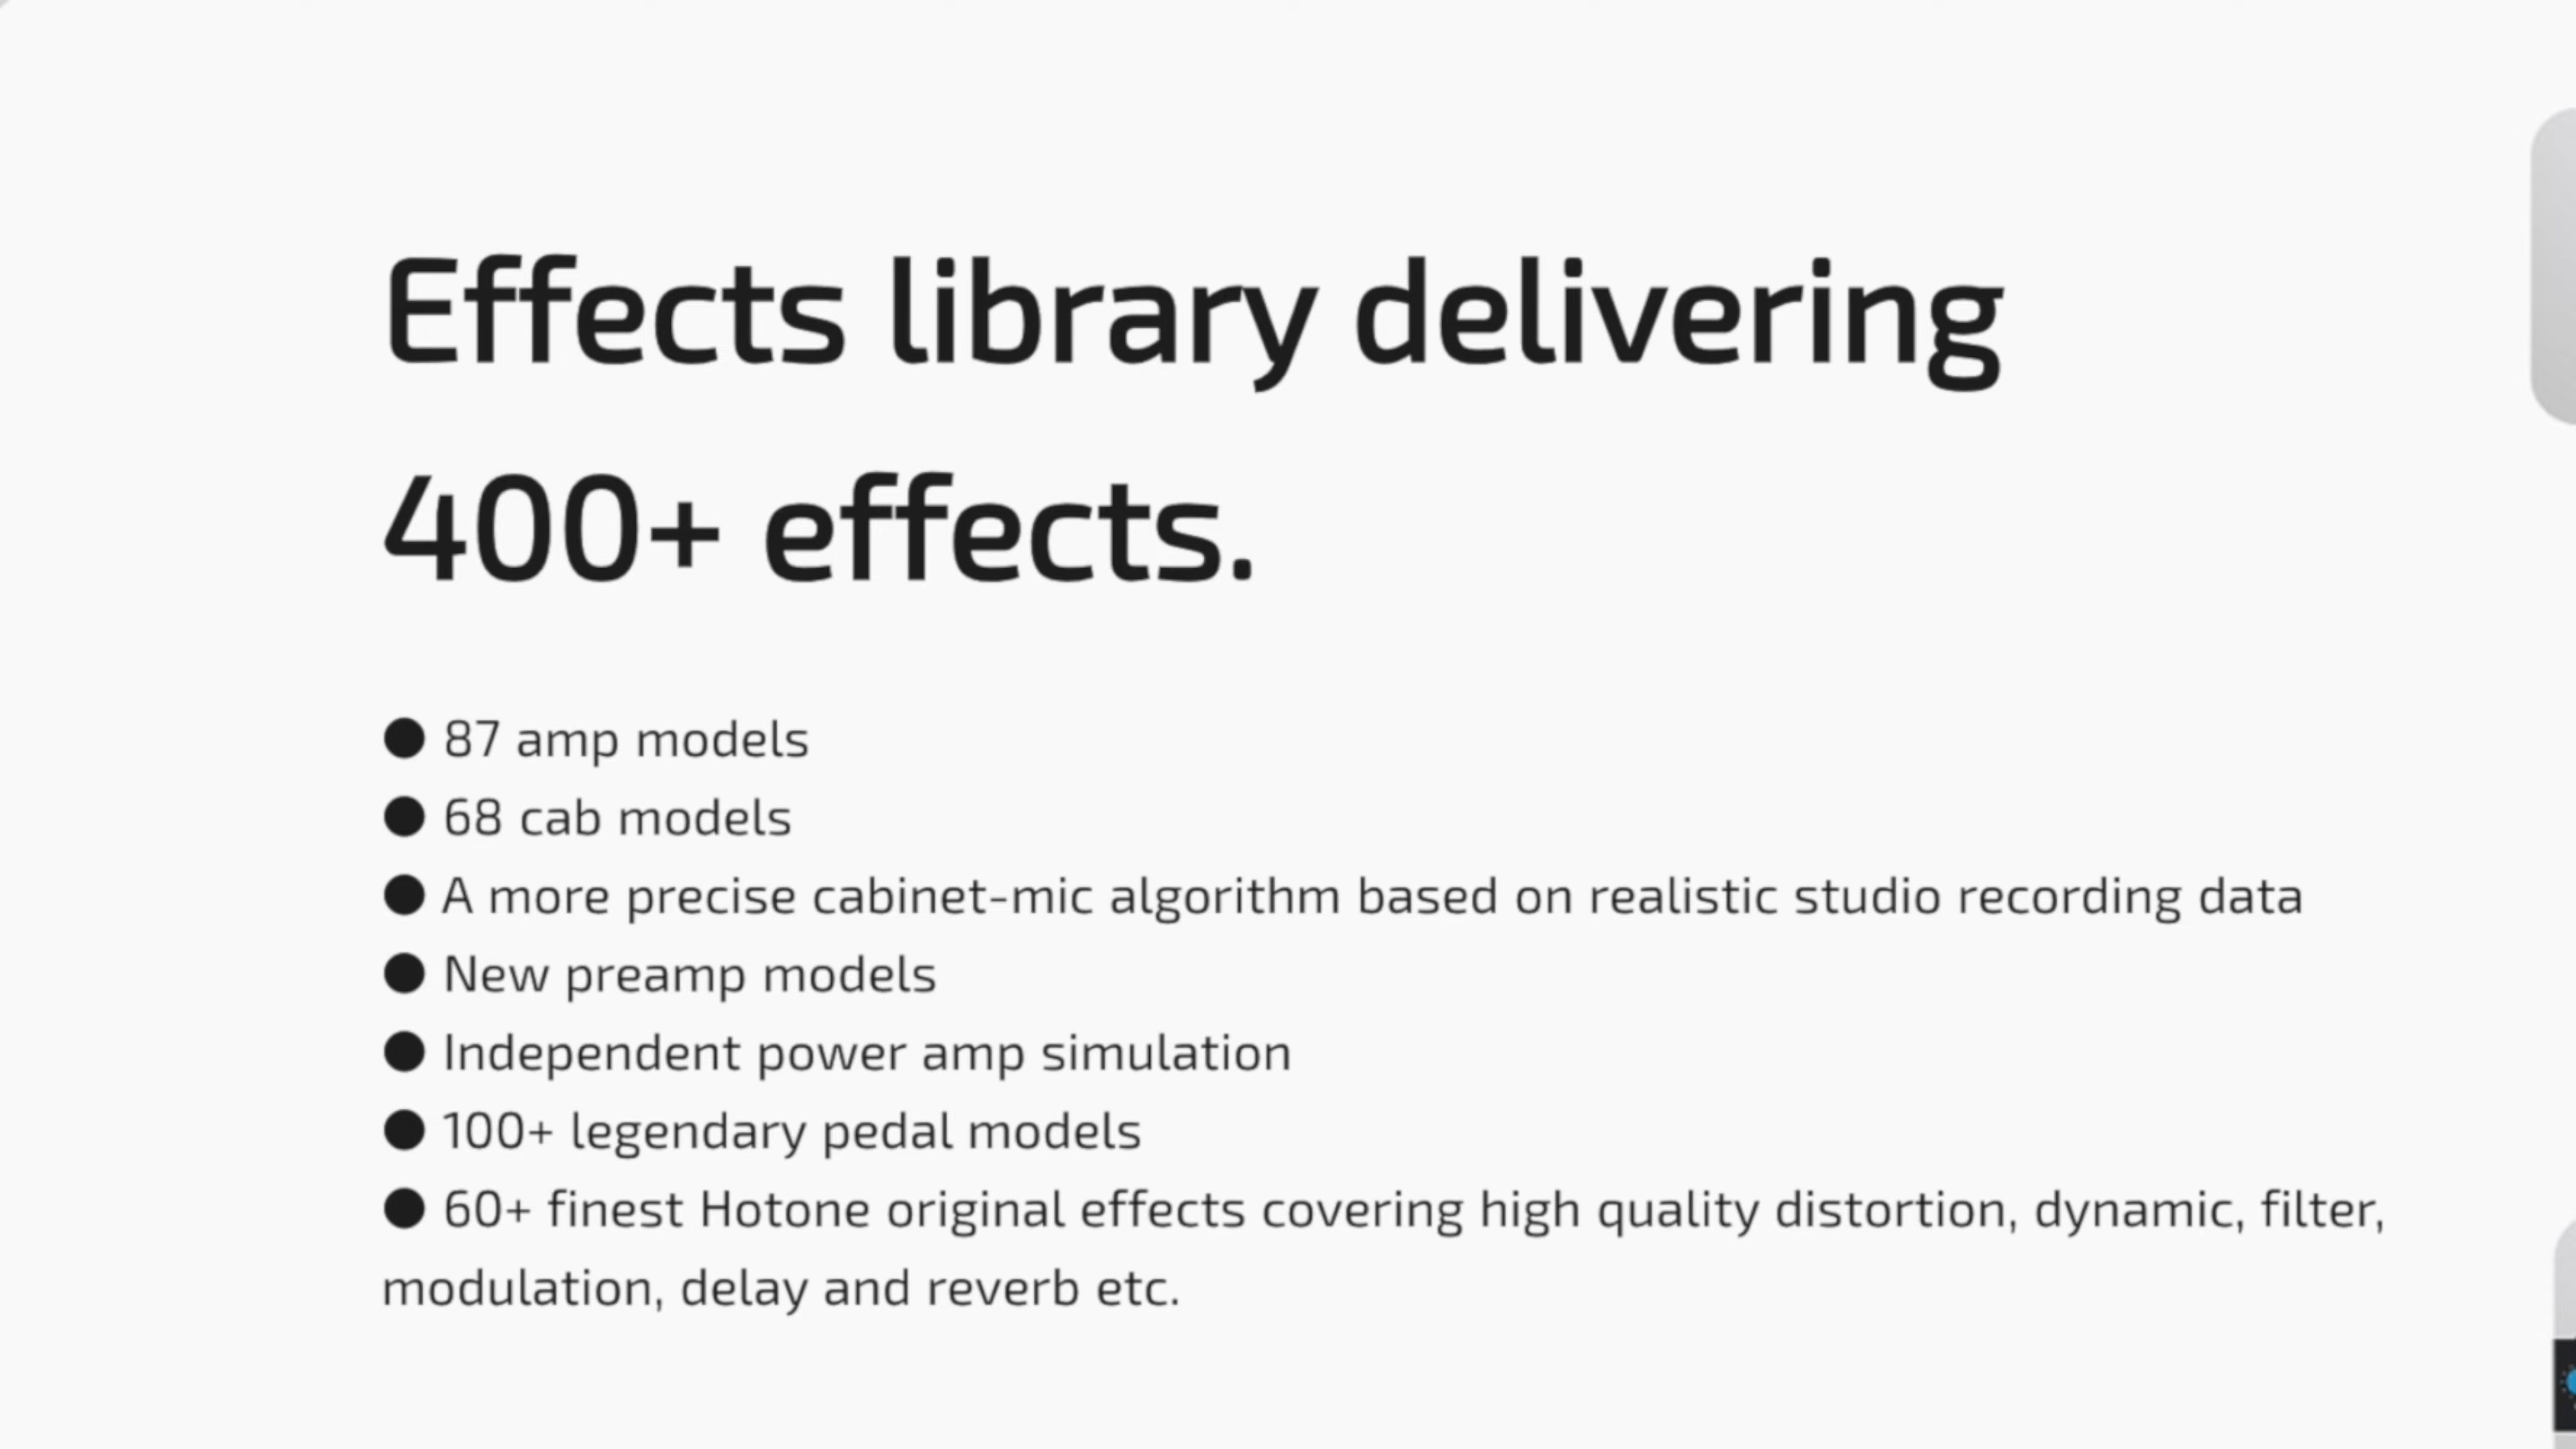 Effects library delivering
400+ effects.
● 87 amp models
● 68 cab models
● A more precise cabinet-mic algorithm based on realistic studio recording data
● New preamp models
● Independent power amp simulation
● 100+ legendary pedal models
● 60+ finest Hotone original effects covering high quality distortion, dynamic, filter,
modulation, delay and reverb etc.